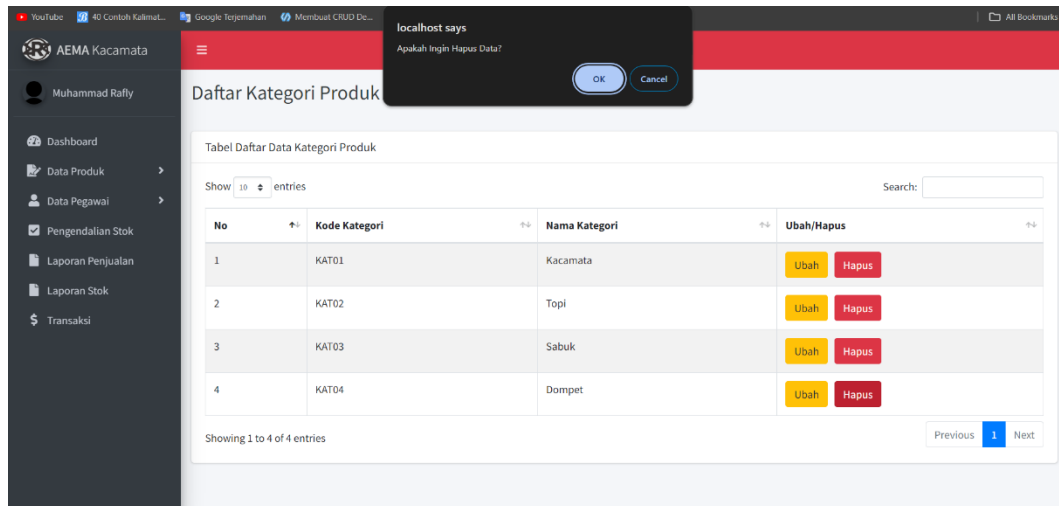 YouTube 40 Contoh Kalimat... Google Terjemahan Membuat CRUD De... All Bookmarks
localhost says
Apakah Ingin Hapus Data?
OK Cancel
AEMA Kacamata
Muhammad Rafly
Dashboard
Data Produk
Data Pegawai
Pengendalian Stok
Laporan Penjualan
Laporan Stok
$ Transaksi
Daftar Kategori Produk
Tabel Daftar Data Kategori Produk
Show 10 entries Search:
No Kode Kategori Nama Kategori Ubah/Hapus
1 KAT01 Kacamata Ubah Hapus
2 KAT02 Topi Ubah Hapus
3 KAT03 Sabuk Ubah Hapus
4 KAT04 Dompet Ubah Hapus
Showing 1 to 4 of 4 entries Previous 1 Next